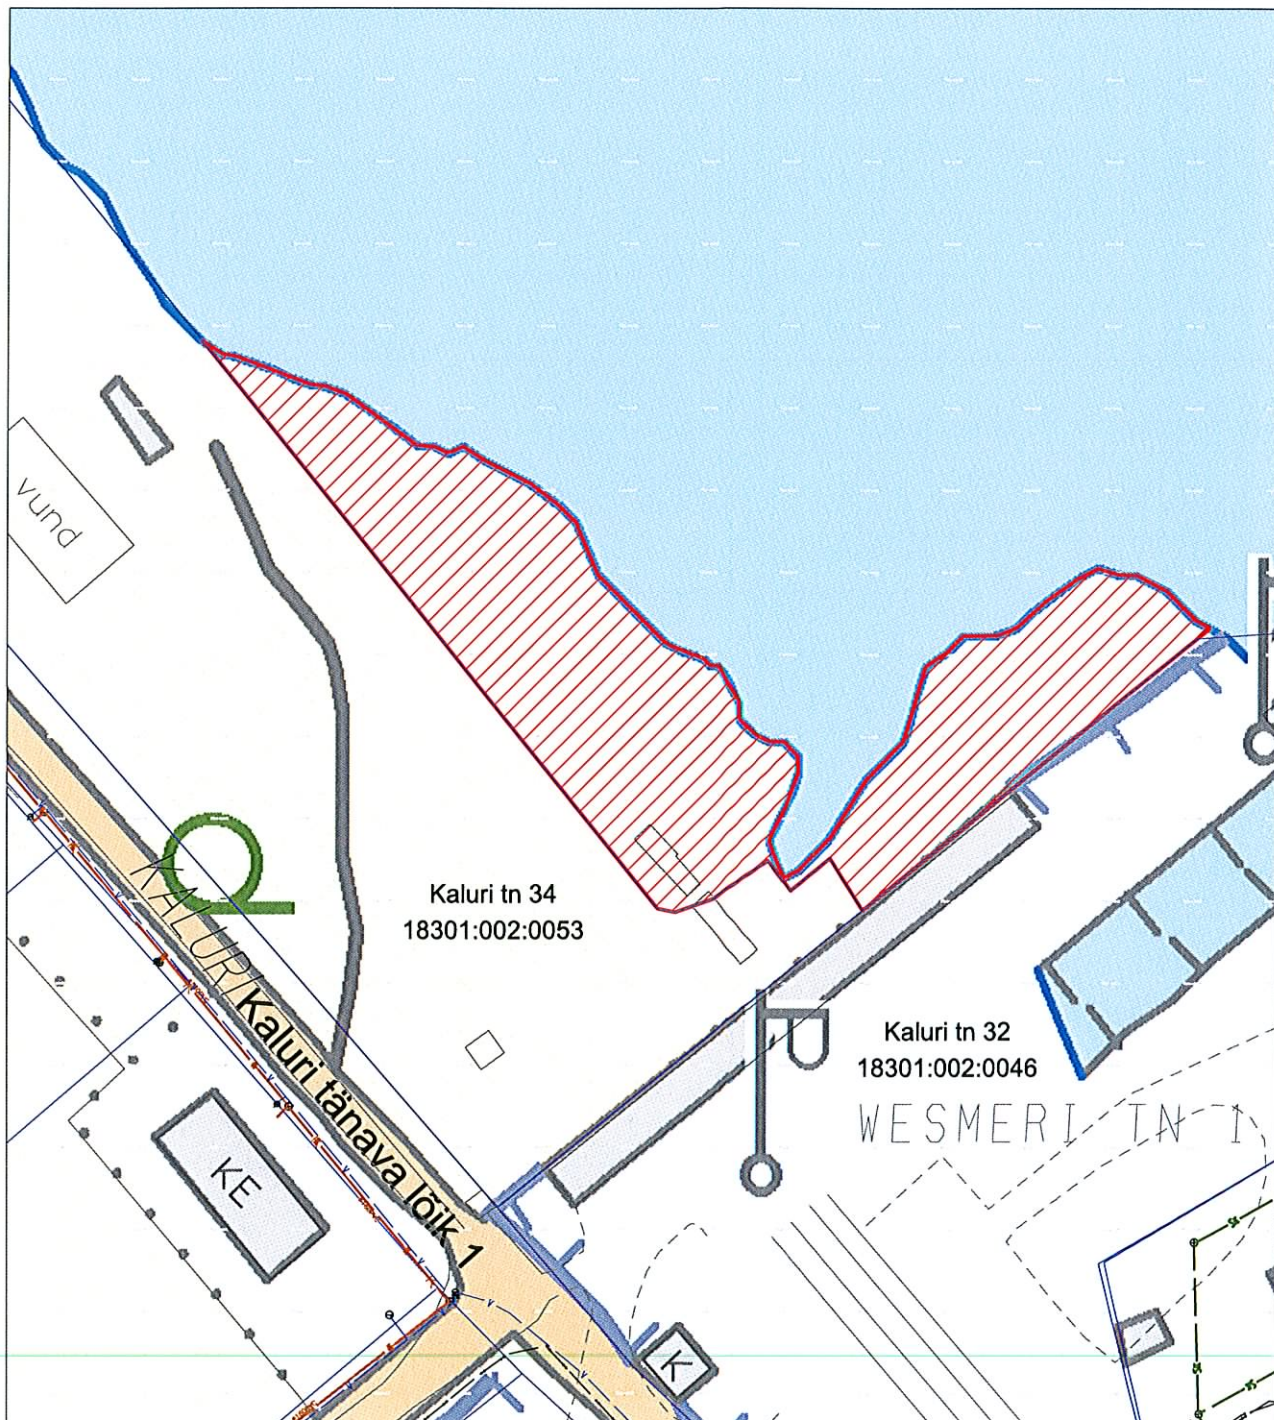 vund
KALURI
Kaluri tn 34
18301:002:0053
Kaluri tänava lõik 1
Kaluri tn 32
18301:002:0046
WESMERI TN 1
KE
K